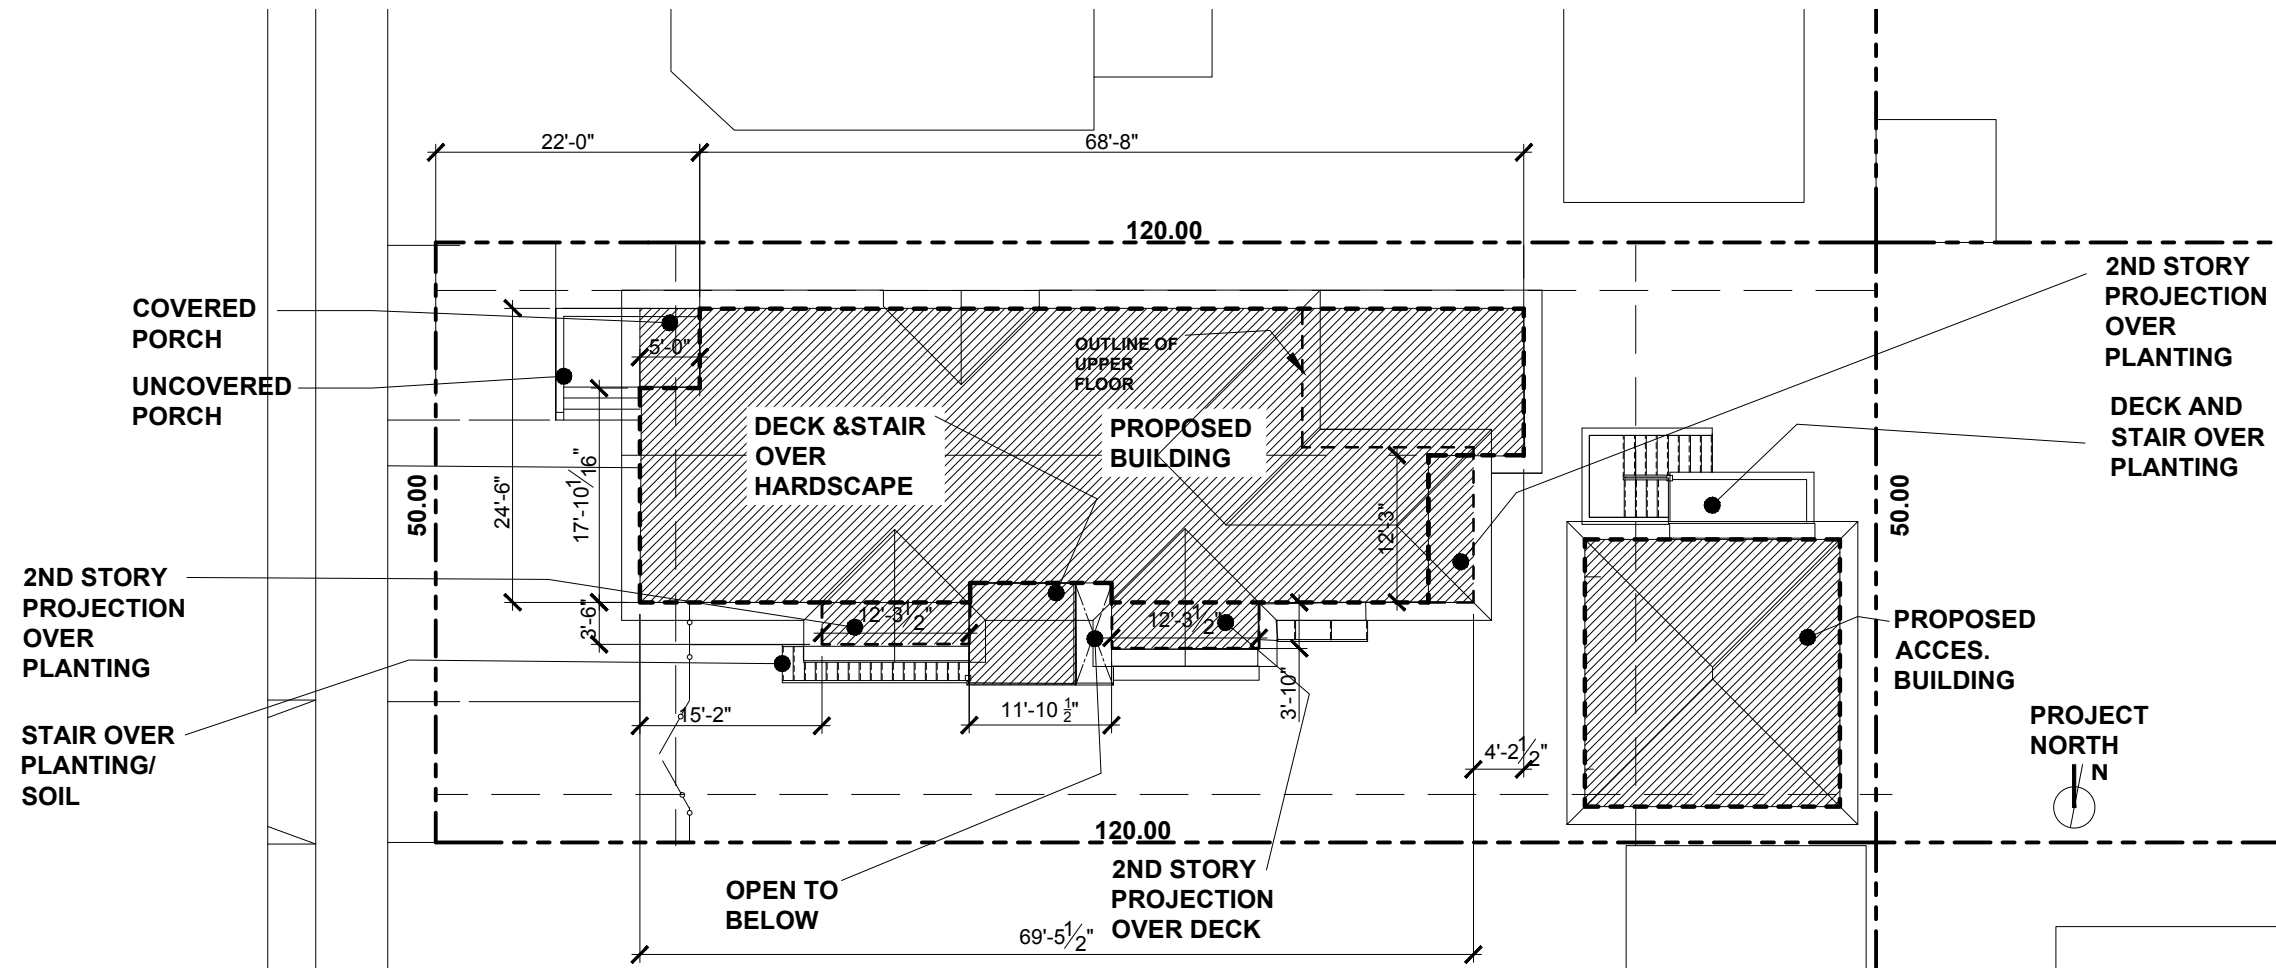 22'-0"
68'-8"
120.00
COVERED
PORCH
UNCOVERED
PORCH
5'-0"
OUTLINE OF
UPPER
FLOOR
2ND STORY
PROJECTION
OVER
PLANTING
DECK AND
STAIR OVER
PLANTING
DECK &STAIR
OVER
HARDSCAPE
PROPOSED
BUILDING
50.00
24'-6"
17'-10 1/16"
12'-3"
50.00
2ND STORY
PROJECTION
OVER
PLANTING
3'-6"
12'-3 1/2"
12'-3 1/2"
PROPOSED
ACCES.
BUILDING
STAIR OVER
PLANTING/
SOIL
15'-2"
11'-10 1/2"
3'-10"
4'-2 1/2"
PROJECT
NORTH
N
120.00
OPEN TO
BELOW
2ND STORY
PROJECTION
OVER DECK
69'-5 1/2"